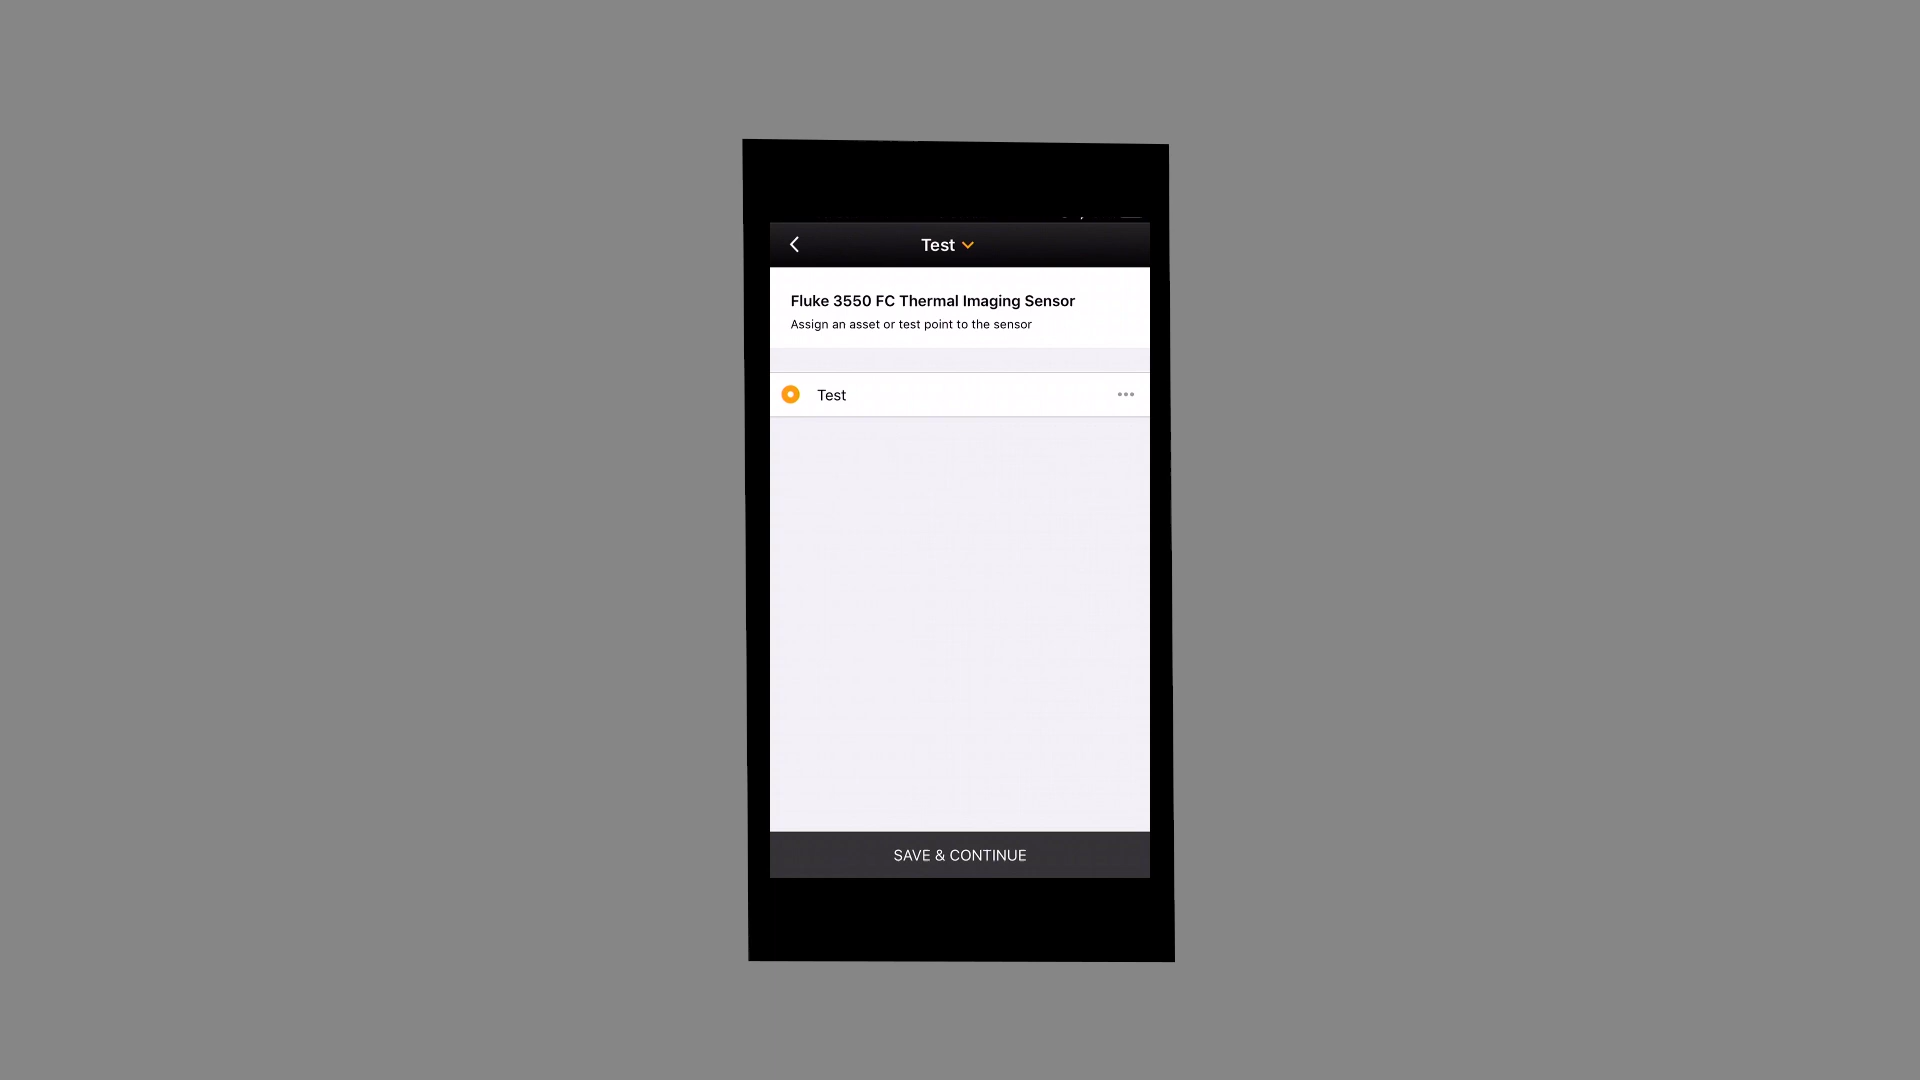 Test
Fluke 3550 FC Thermal Imaging Sensor
Assign an asset or test point to the sensor
Test
SAVE & CONTINUE